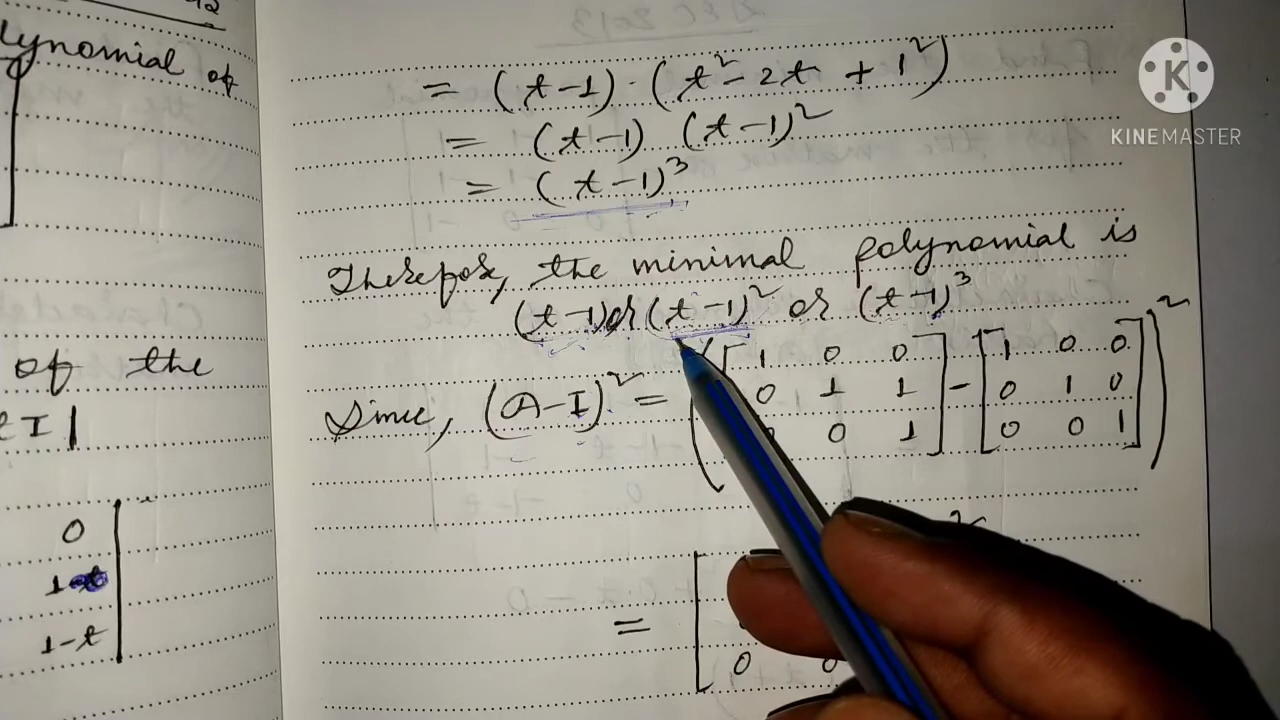 lynomial of
of the
I|
0
1-t
1-t
= (t-1)·(t²-2t+1²)
= (t-1) (t-1)²
= (t-1)³
Therefore, the minimal polynomial is
(t-1) or (t-1)² or (t-1)³
Since, (A-I)² = ([1 0 0] - [1 0 0])²
0 1 1 0 1 0
0 1 0 0 1
=
0
K
KINEMASTER